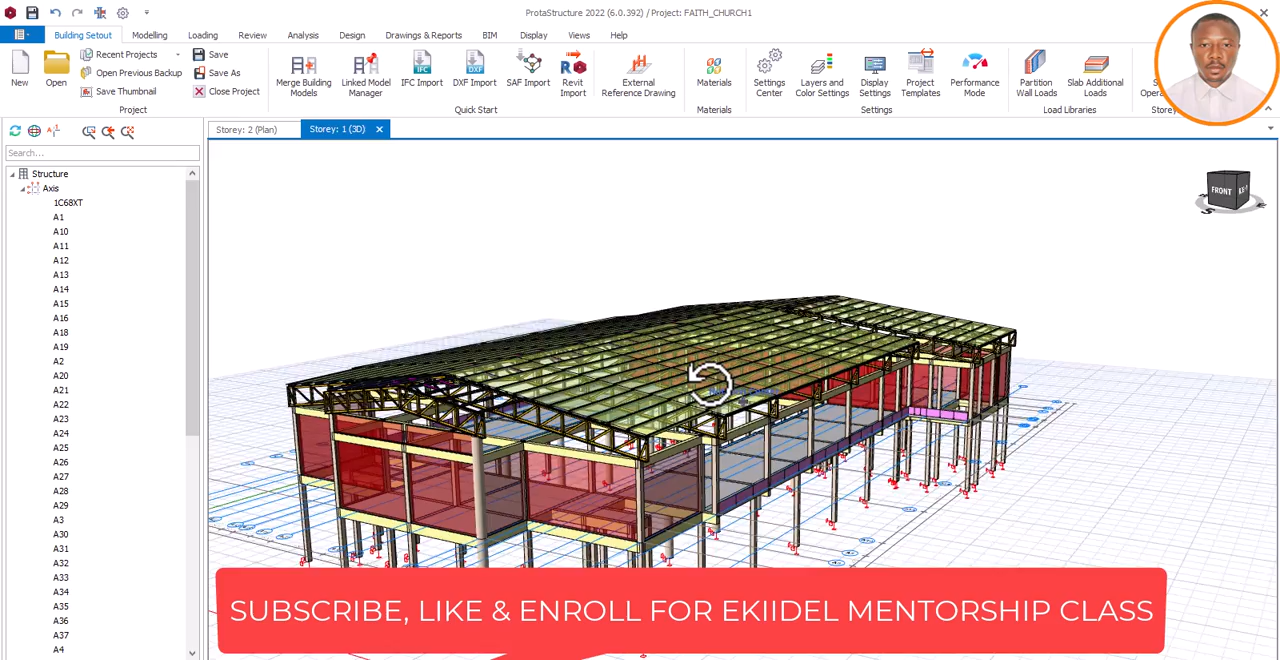 ProtaStructure 2022 (6.0.392) / Project: FAITH_CHURCH1
Building Setout Modelling Loading Review Analysis Design Drawings & Reports BIM Display Views Help
New
Open
Recent Projects
Open Previous Backup
Save Thumbnail
Save
Save As
Close Project
Project
Merge Building Models
Linked Model Manager
IFC Import
DXF Import
SAF Import
Revit Import
External Reference Drawing
Quick Start
Materials
Materials
Settings Center
Layers and Color Settings
Display Settings
Project Templates
Performance Mode
Settings
Partition Wall Loads
Slab Additional Loads
Load Libraries
Storey: 2 (Plan)
Storey: 1 (3D)
Search...
Structure
Axis
1C68XT
A1
A10
A11
A12
A13
A14
A15
A16
A18
A19
A2
A20
A21
A22
A23
A24
A25
A26
A27
A28
A29
A3
A30
A31
A32
A33
A34
A35
A36
A37
A4
FRONT
S
SUBSCRIBE, LIKE & ENROLL FOR EKIIDEL MENTORSHIP CLASS